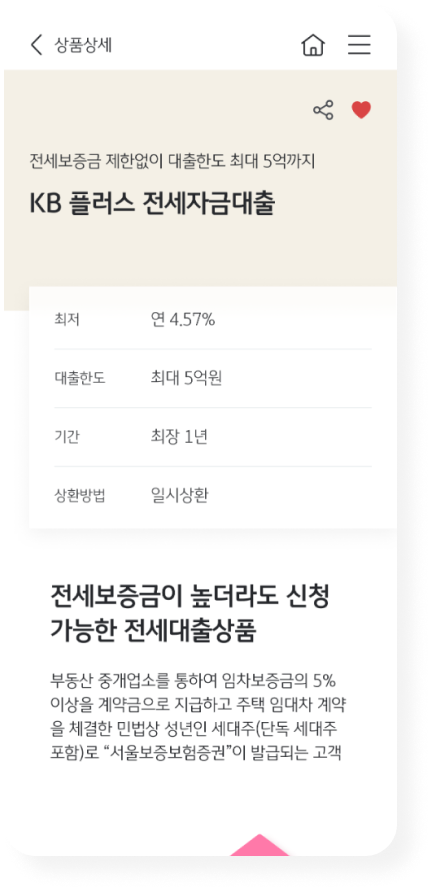 상품상세
전세보증금 제한없이 대출한도 최대 5억까지
KB 플러스 전세자금대출
최저 연 4.57%
대출한도 최대 5억원
기간 최장 1년
상환방법 일시상환
전세보증금이 높더라도 신청
가능한 전세대출상품
부동산 중개업소를 통하여 임차보증금의 5%
이상을 계약금으로 지급하고 주택 임대차 계약
을 체결한 민법상 성년인 세대주(단독 세대주
포함)로 “서울보증보험증권”이 발급되는 고객